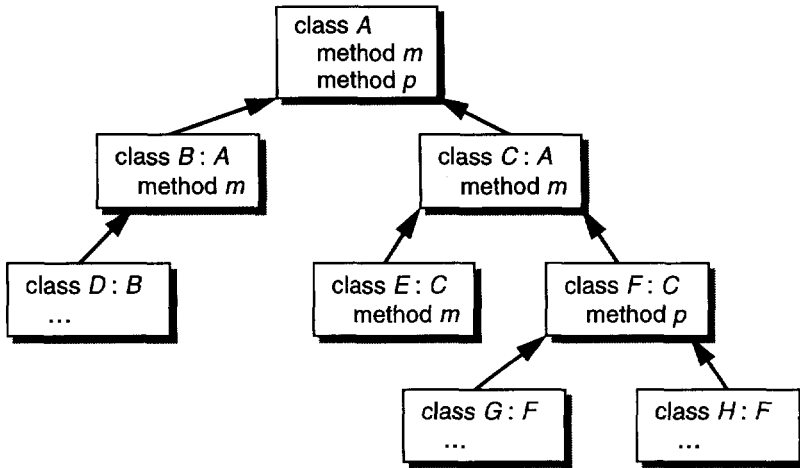 class A
method m
method p
class B : A
method m
class C : A
method m
class D : B
...
class E : C
method m
class F : C
method p
class G : F
...
class H : F
...